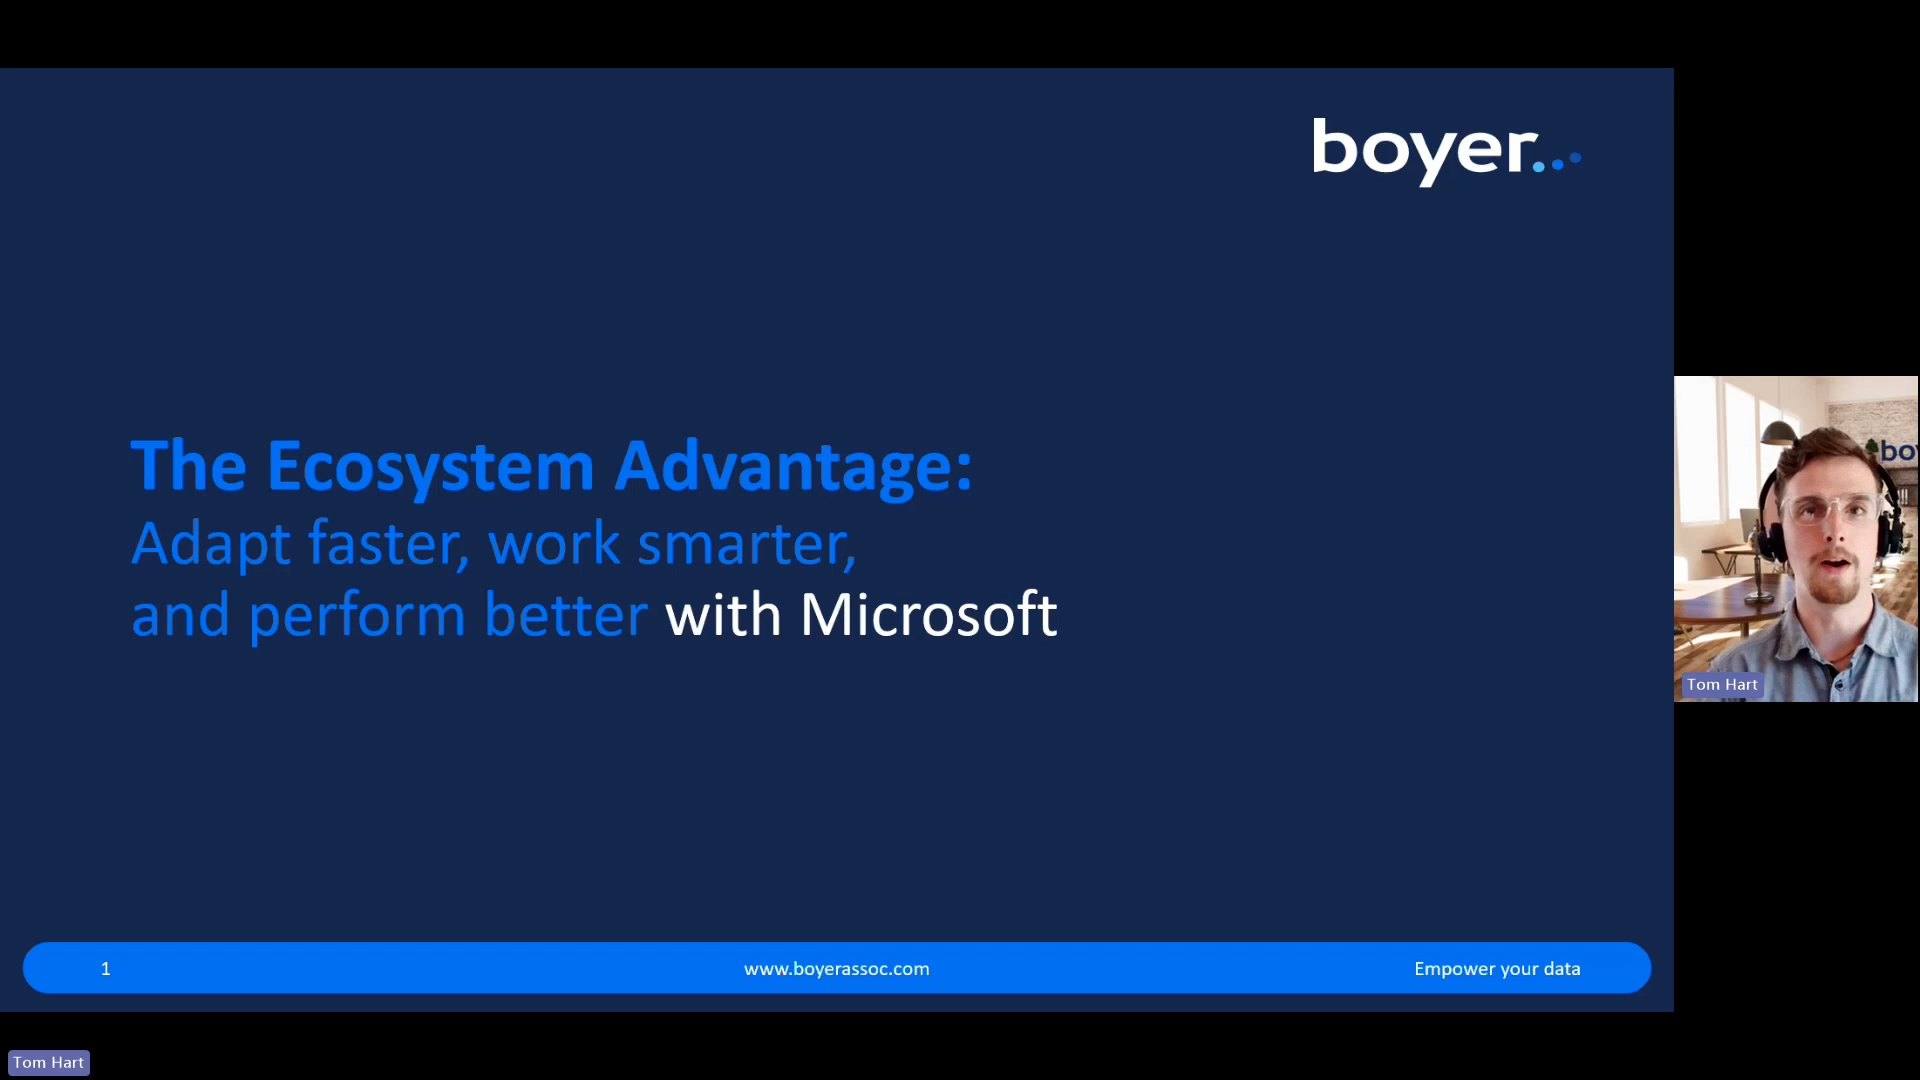 boyer
The Ecosystem Advantage:
Adapt faster, work smarter,
and perform better with Microsoft
bo
Tom Hart
1
www.boyerassoc.com
Empower your data
Tom Hart